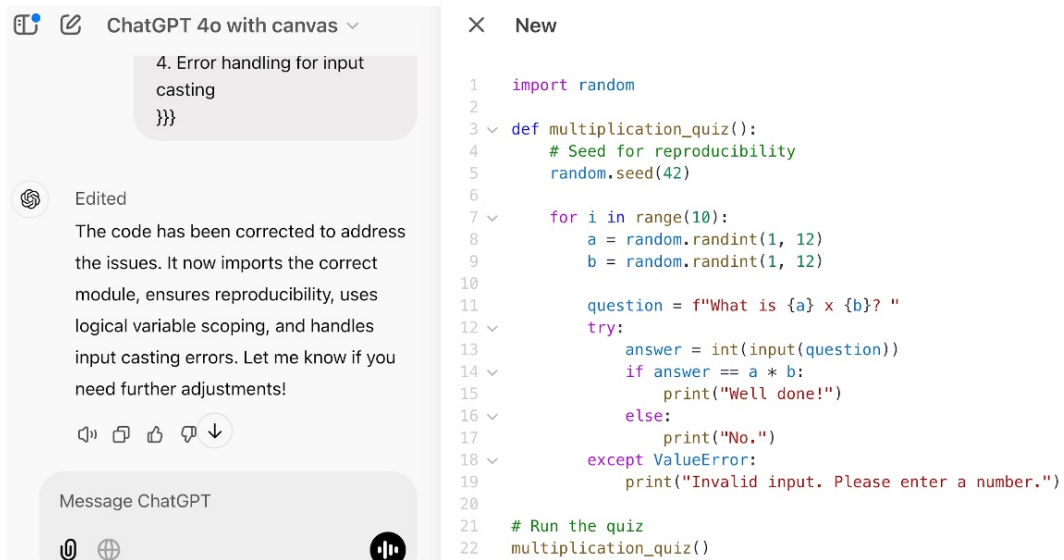 ChatGPT 4o with canvas
4. Error handling for input
casting
}}}
Edited
The code has been corrected to address
the issues. It now imports the correct
module, ensures reproducibility, uses
logical variable scoping, and handles
input casting errors. Let me know if you
need further adjustments!
Message ChatGPT
New
1 import random
2
3 def multiplication_quiz():
4     # Seed for reproducibility
5     random.seed(42)
6
7     for i in range(10):
8         a = random.randint(1, 12)
9         b = random.randint(1, 12)
10
11         question = f"What is {a} x {b}? "
12         try:
13             answer = int(input(question))
14             if answer == a * b:
15                 print("Well done!")
16             else:
17                 print("No.")
18         except ValueError:
19             print("Invalid input. Please enter a number.")
20
21 # Run the quiz
22 multiplication_quiz()